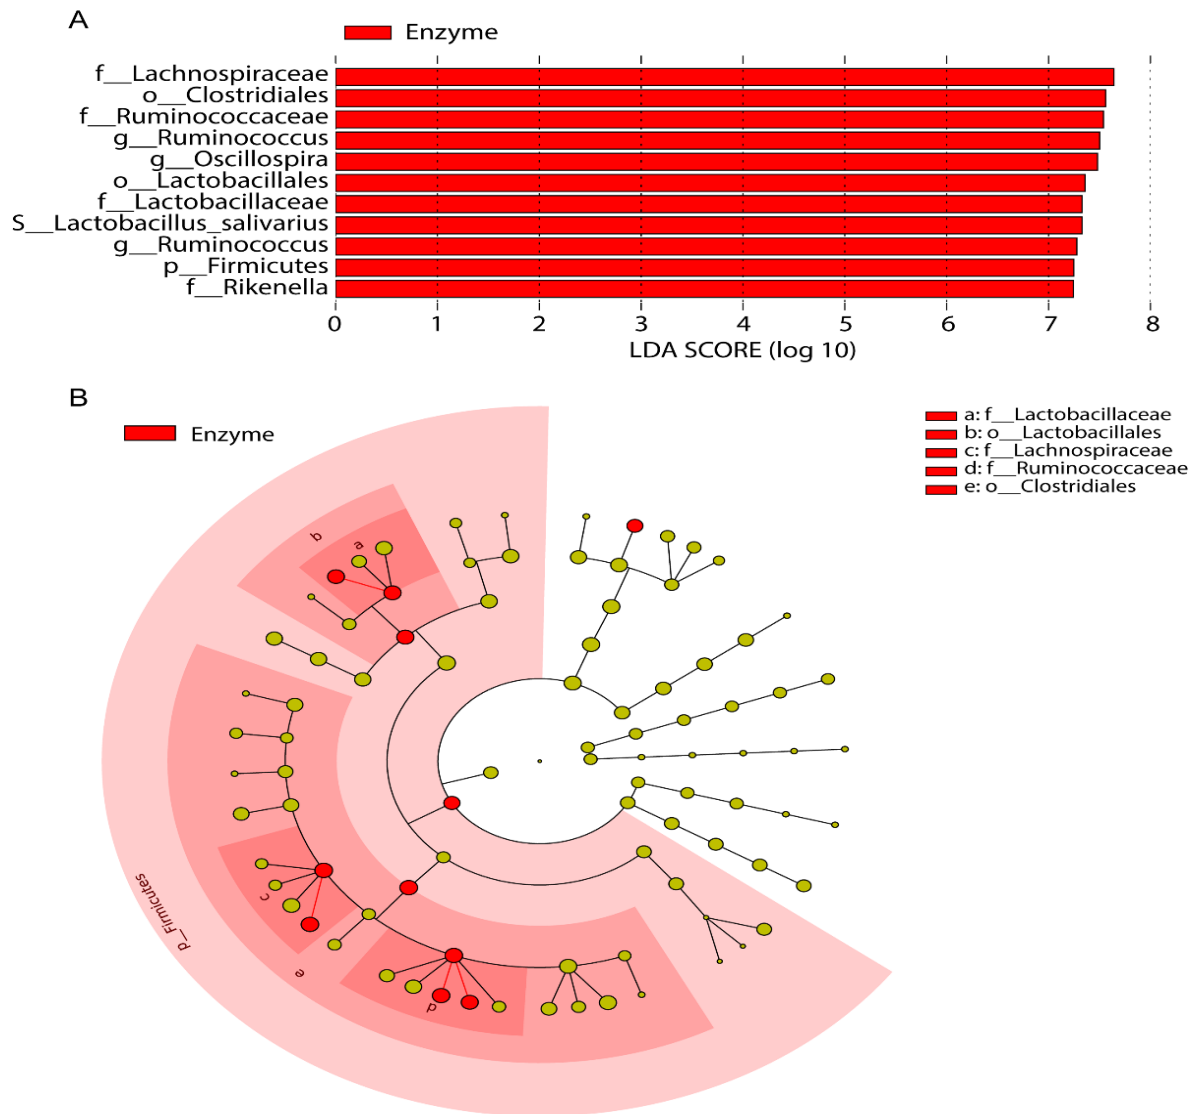 A
Enzyme
f__Lachnospiraceae
o__Clostridiales
f__Ruminococcaceae
g__Ruminococcus
g__Oscillospira
o__Lactobacillales
f__Lactobacillaceae
S__Lactobacillus_salivarius
g__Ruminococcus
p__Firmicutes
f__Rikenella
0 1 2 3 4 5 6 7 8
LDA SCORE (log 10)
B
Enzyme
a: f__Lactobacillaceae
b: o__Lactobacillales
c: f__Lachnospiraceae
d: f__Ruminococcaceae
e: o__Clostridiales
b
a
c
p_Firmicutes
e
d